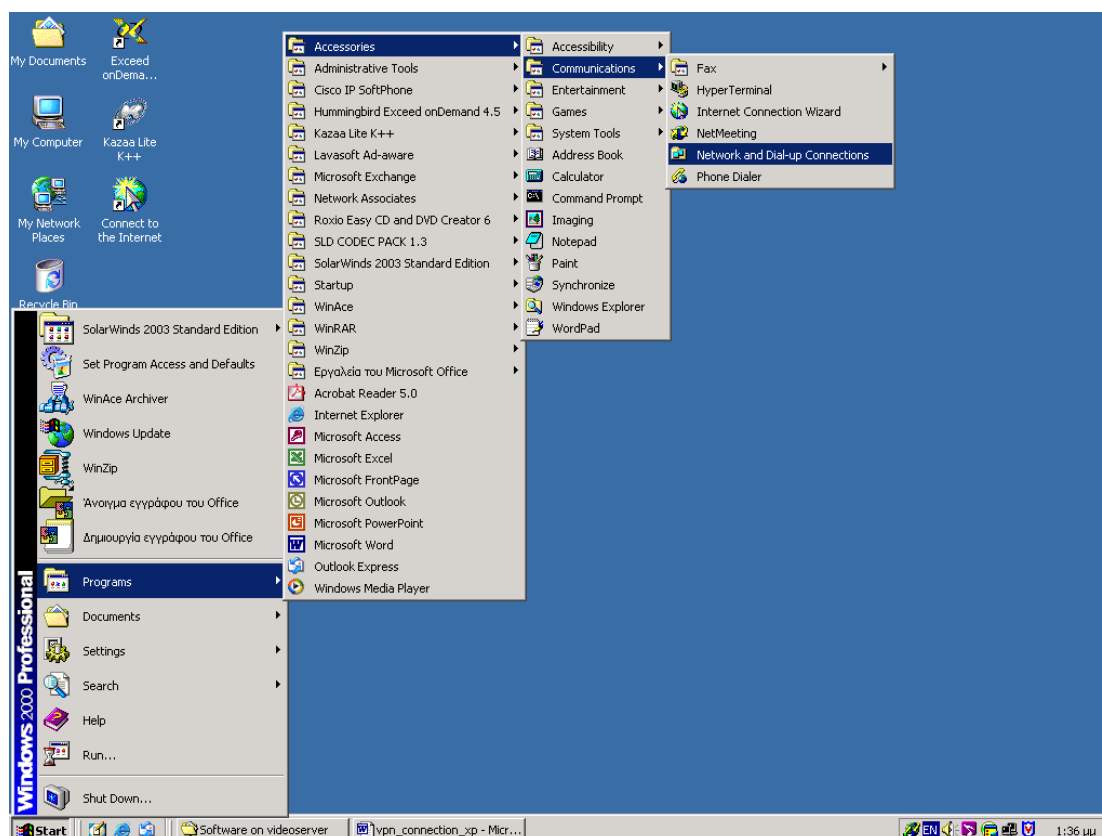 My Documents
Exceed
onDema...
My Computer
Kazaa Lite
K++
My Network
Places
Connect to
the Internet
Recycle Bin
SolarWinds 2003 Standard Edition
Set Program Access and Defaults
WinAce Archiver
Windows Update
WinZip
Άνοιγμα εγγράφου του Office
Δημιουργία εγγράφου του Office
Programs
Documents
Settings
Search
Help
Run...
Shut Down...
Windows 2000 Professional
Accessories
Administrative Tools
Cisco IP SoftPhone
Hummingbird Exceed onDemand 4.5
Kazaa Lite K++
Lavasoft Ad-aware
Microsoft Exchange
Network Associates
Roxio Easy CD and DVD Creator 6
SLD CODEC PACK 1.3
SolarWinds 2003 Standard Edition
Startup
WinAce
WinRAR
WinZip
Εργαλεία του Microsoft Office
Acrobat Reader 5.0
Internet Explorer
Microsoft Access
Microsoft Excel
Microsoft FrontPage
Microsoft Outlook
Microsoft PowerPoint
Microsoft Word
Outlook Express
Windows Media Player
Accessibility
Communications
Entertainment
Games
System Tools
Address Book
Calculator
Command Prompt
Imaging
Notepad
Paint
Synchronize
Windows Explorer
WordPad
Fax
HyperTerminal
Internet Connection Wizard
NetMeeting
Network and Dial-up Connections
Phone Dialer
Start
Software on videoserver
vpn_connection_xp - Micr...
EN
1:36 μμ